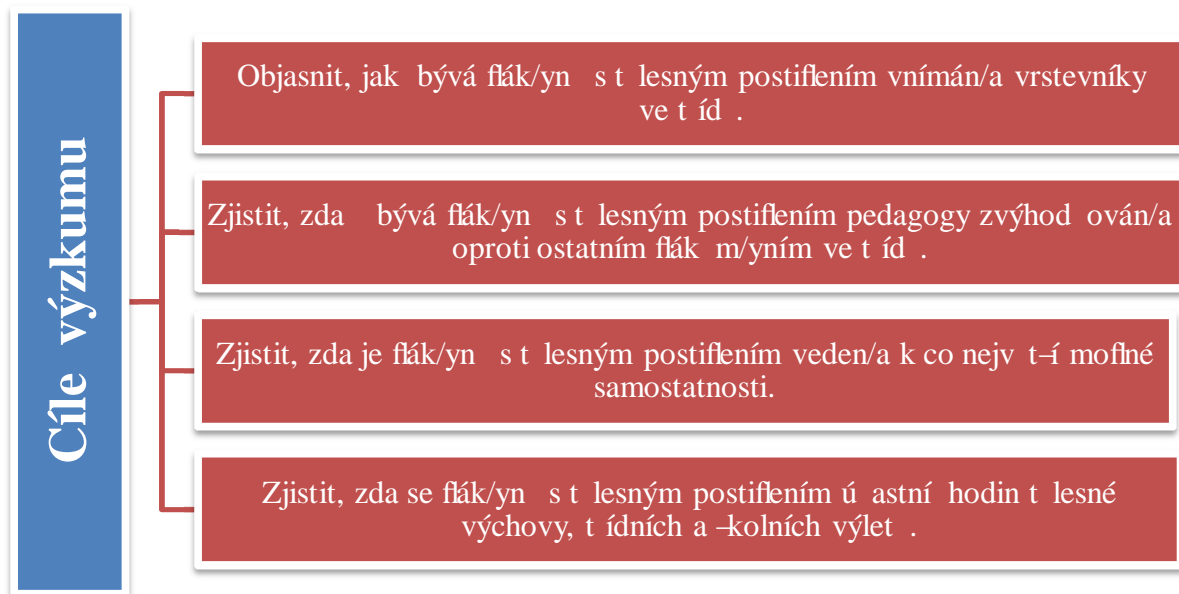 Cíle výzkumu
Objasnit, jak bývá flák/yn s t lesným postiflením vnímán/a vrstevníky
ve t íd .
Zjistit, zda bývá flák/yn s t lesným postiflením pedagogy zvýhod ován/a
oproti ostatním flák m/yním ve t íd .
Zjistit, zda je flák/yn s t lesným postiflením veden/a k co nejv t–í moflné
samostatnosti.
Zjistit, zda se flák/yn s t lesným postiflením ú astní hodin t lesné
výchovy, t ídních a –kolních výlet .